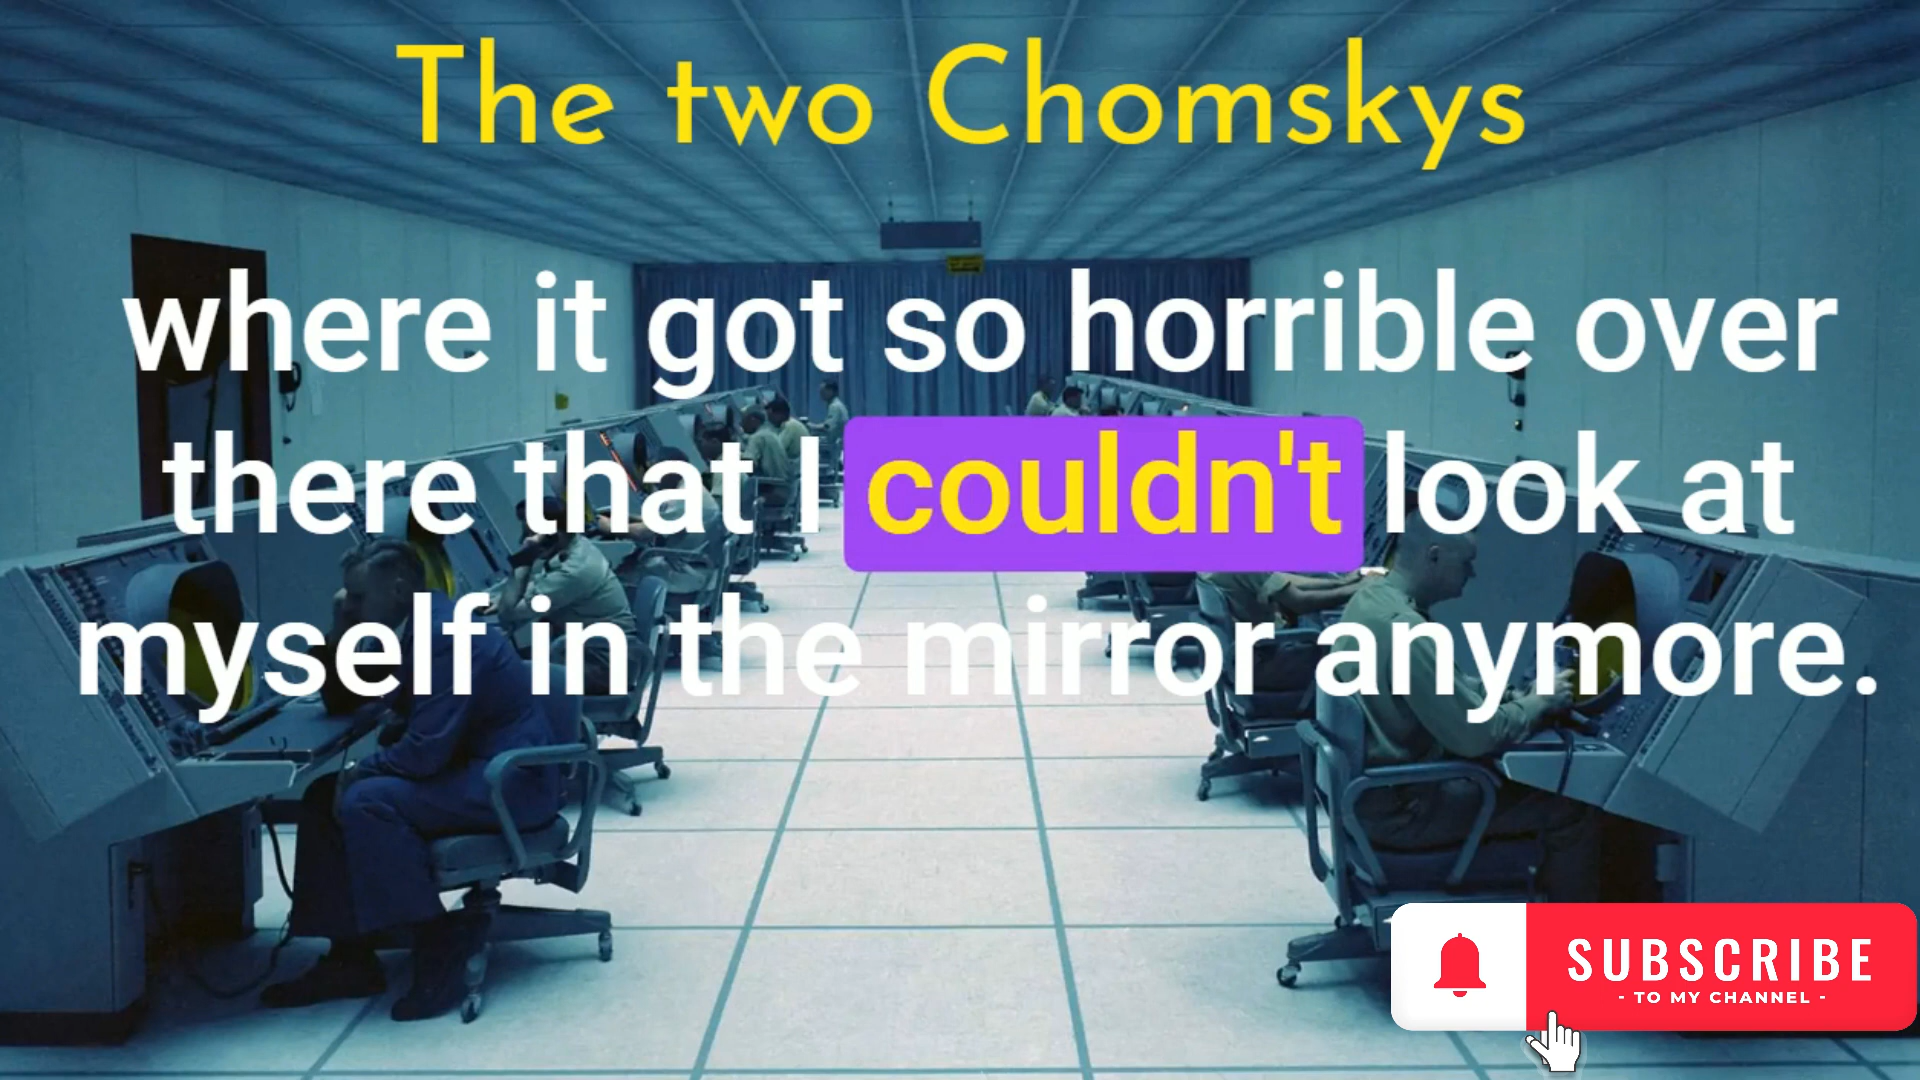 The two Chomskys
where it got so horrible over
there that I couldn't look at
myself in the mirror anymore.
SUBSCRIBE
- TO MY CHANNEL -